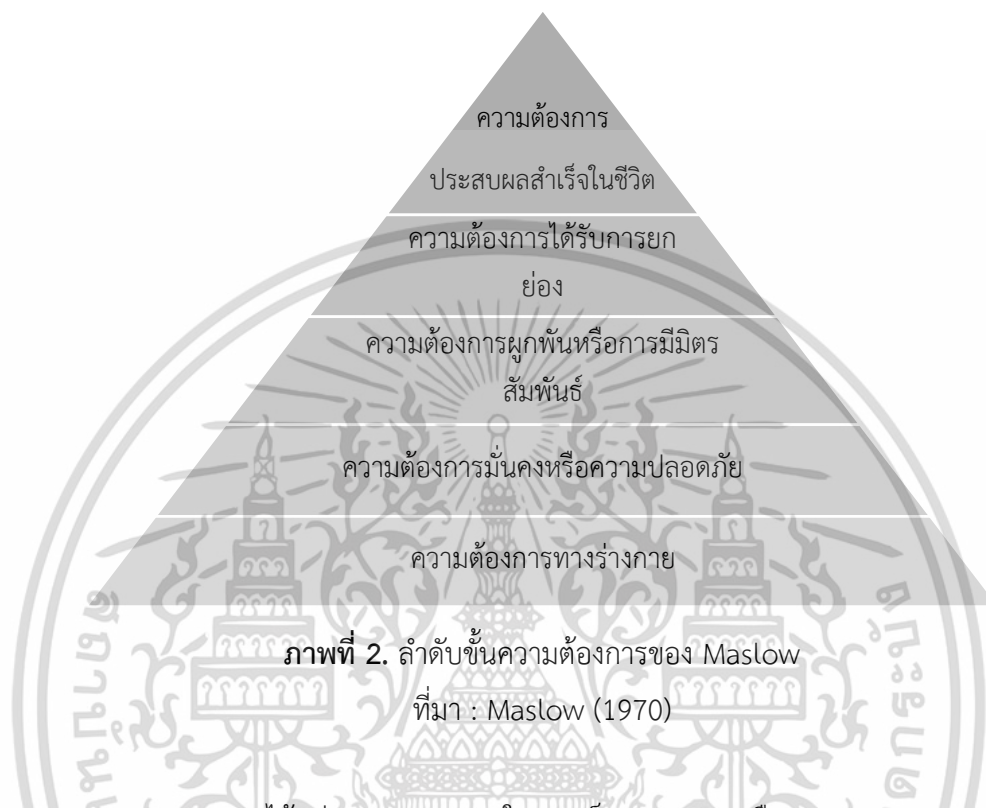 ความต้องการ
ประสบผลสำเร็จในชีวิต
ความต้องการได้รับการยก
ย่อง
ความต้องการผูกพันหรือการมีมิตร
สัมพันธ์
ความต้องการมั่นคงหรือความปลอดภัย
ความต้องการทางร่างกาย
ภาพที่ 2. ลำดับขั้นความต้องการของ Maslow
ที่มา : Maslow (1970)